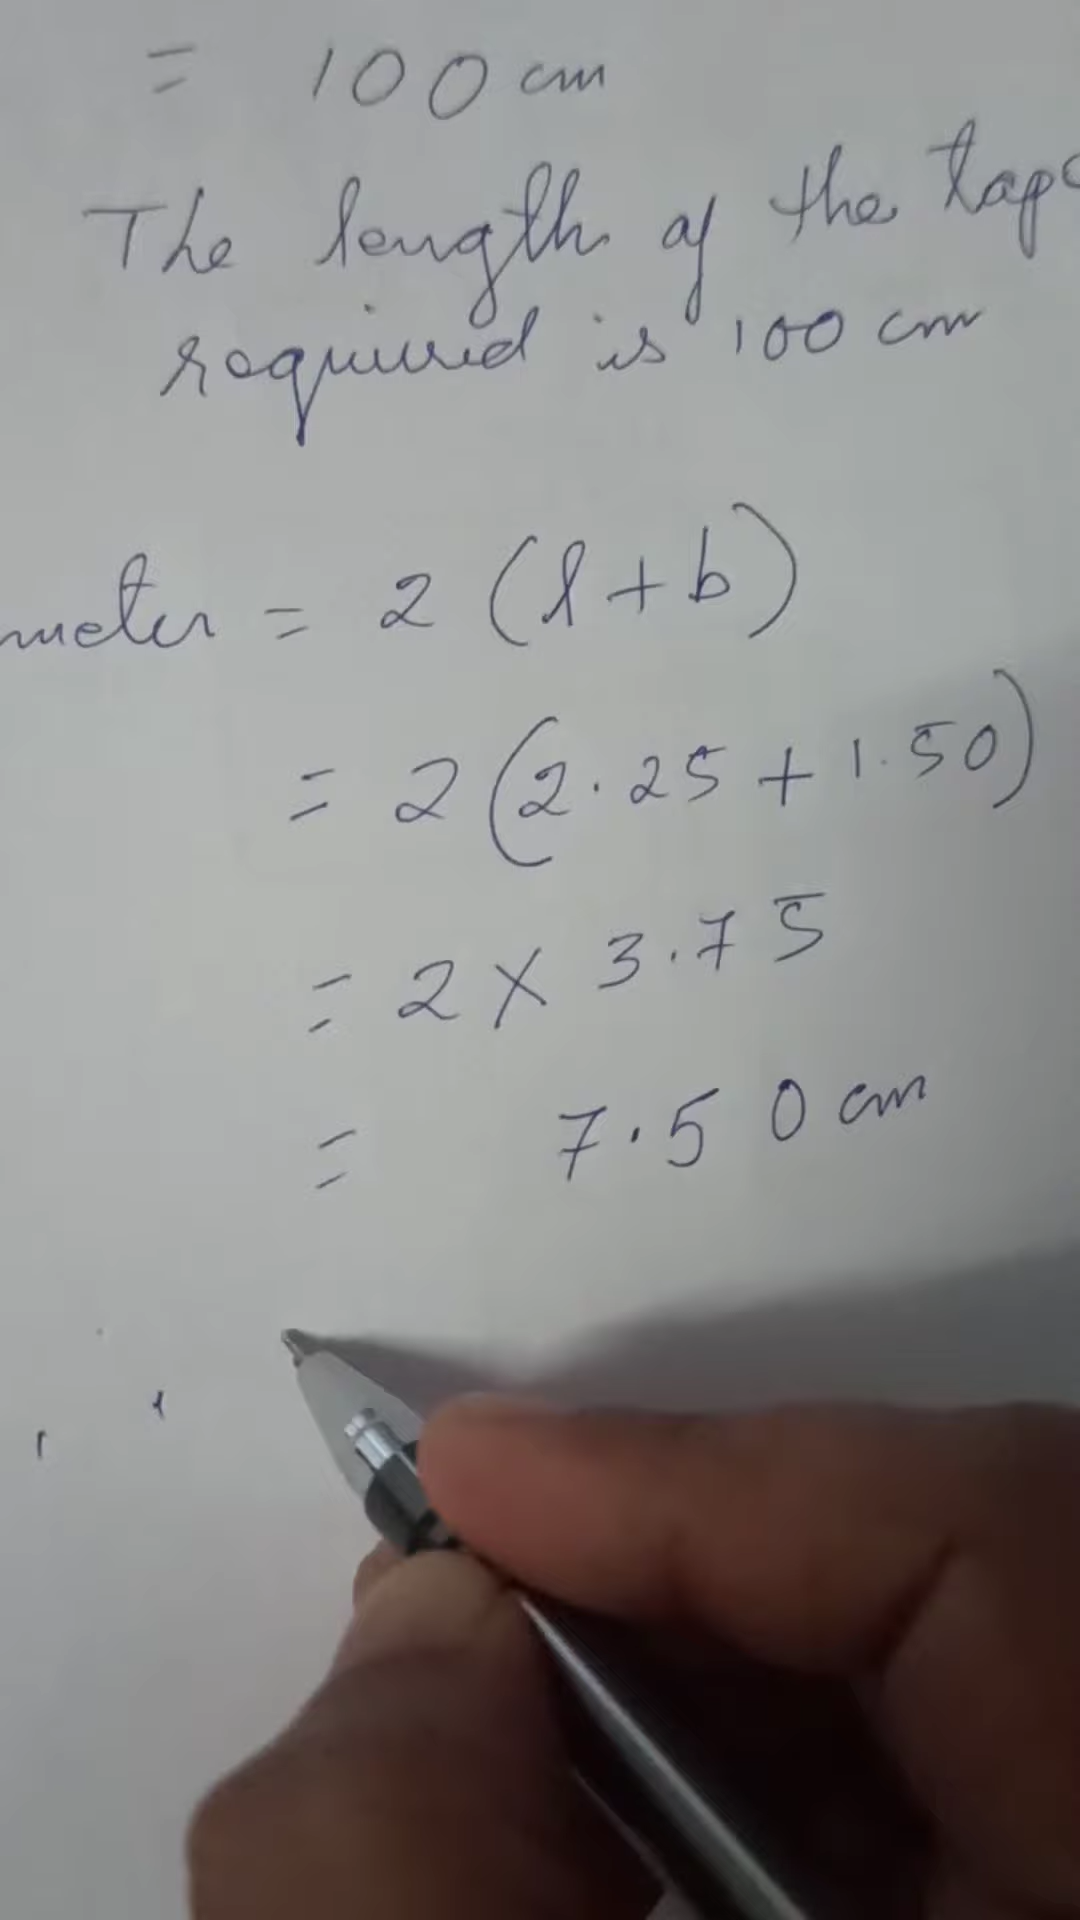 = 100 cm
The length of the tape
required is 100 cm
meter = 2 (l+b)
= 2 (2.25 + 1.50)
= 2 × 3.75
= 7.50 cm